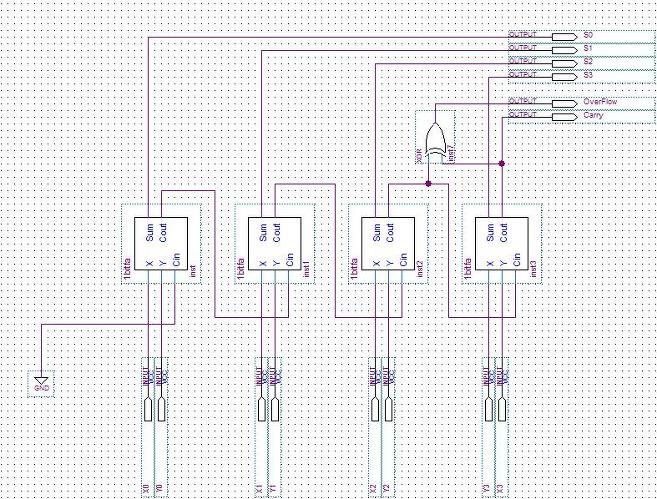 OUTPUT S0
OUTPUT S1
OUTPUT S2
OUTPUT S3
OUTPUT OverFlow
OUTPUT Carry
XOR
inst7
Sum Cout
X Y Cin
1bitfa
inst
Sum Cout
X Y Cin
1bitfa
inst1
Sum Cout
X Y Cin
1bitfa
inst2
Sum Cout
X Y Cin
1bitfa
inst3
GND
INPUT VCC INPUT VCC
INPUT VCC INPUT VCC
INPUT VCC INPUT VCC
INPUT VCC INPUT VCC
X0 Y0
X1 Y1
X2 Y2
Y3 X3